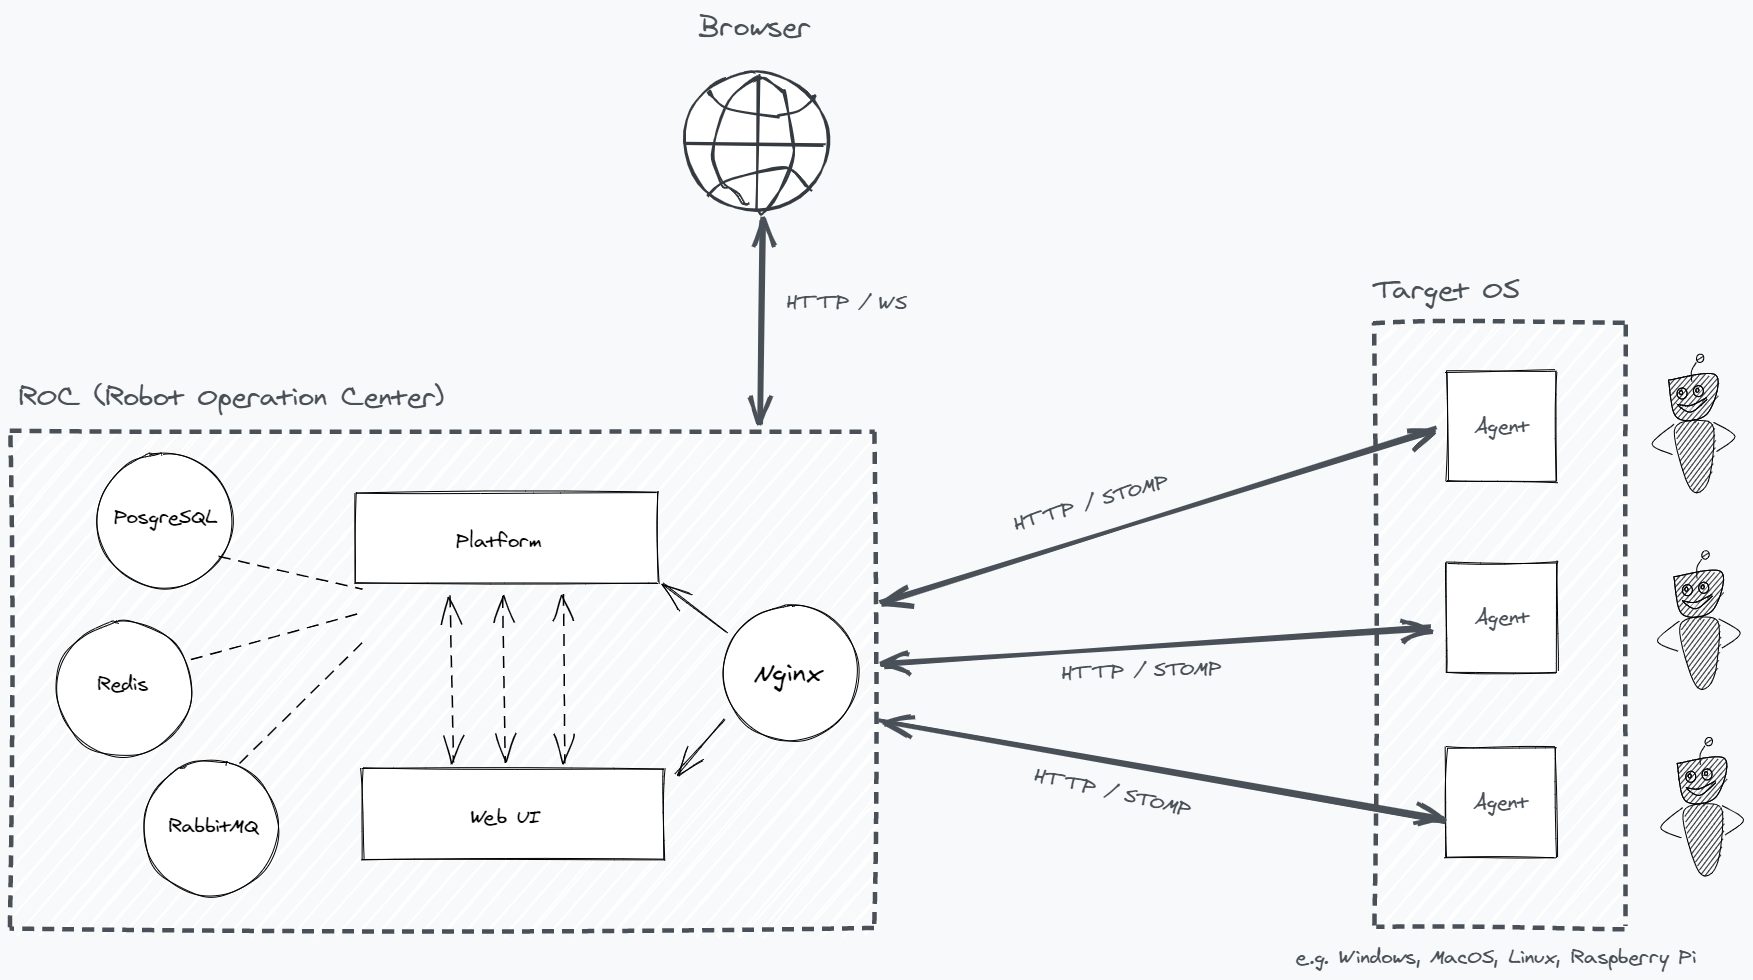 Browser
HTTP / WS
Target OS
ROC (Robot Operation Center)
PosgreSQL
Platform
Agent
HTTP / STOMP
Redis
Nginx
Agent
HTTP / STOMP
RabbitMQ
Web UI
Agent
HTTP / STOMP
e.g. Windows, MacOS, Linux, Raspberry Pi